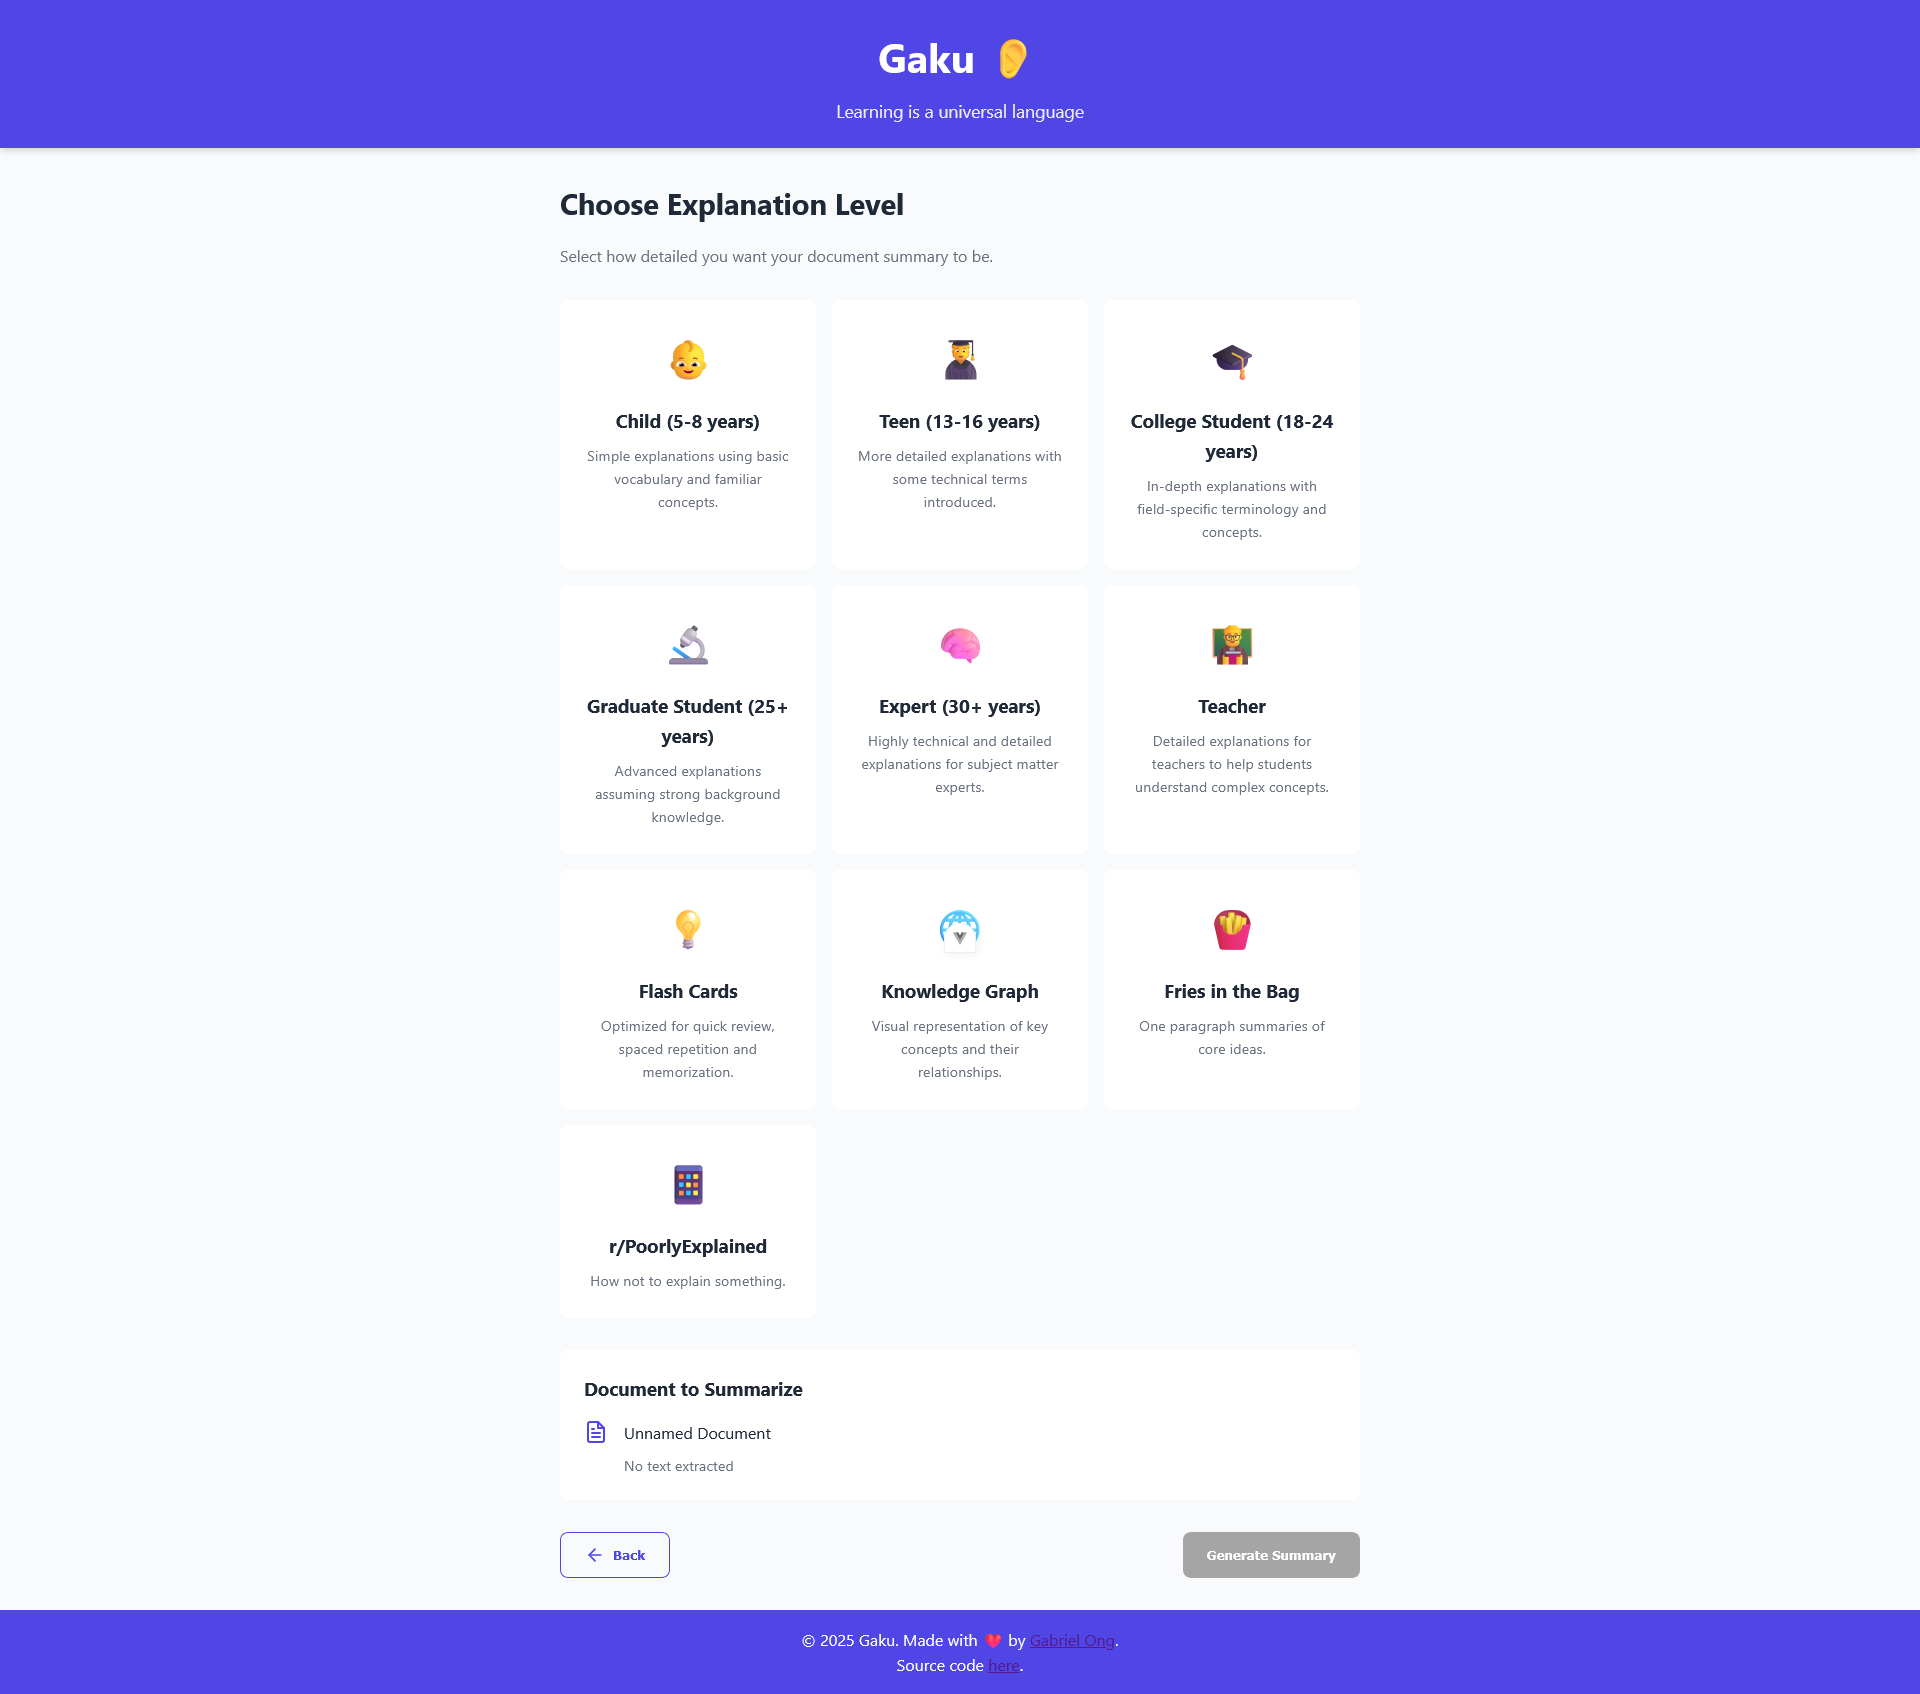 Gaku
Learning is a universal language
Choose Explanation Level
Select how detailed you want your document summary to be.
Child (5-8 years)
Simple explanations using basic
vocabulary and familiar
concepts.
Teen (13-16 years)
More detailed explanations with
some technical terms
introduced.
College Student (18-24
years)
In-depth explanations with
field-specific terminology and
concepts.
Graduate Student (25+
years)
Advanced explanations
assuming strong background
knowledge.
Expert (30+ years)
Highly technical and detailed
explanations for subject matter
experts.
Teacher
Detailed explanations for
teachers to help students
understand complex concepts.
Flash Cards
Optimized for quick review,
spaced repetition and
memorization.
Knowledge Graph
Visual representation of key
concepts and their
relationships.
Fries in the Bag
One paragraph summaries of
core ideas.
r/PoorlyExplained
How not to explain something.
Document to Summarize
Unnamed Document
No text extracted
Back
Generate Summary
© 2025 Gaku. Made with ❤️ by Gabriel Ong.
Source code here.